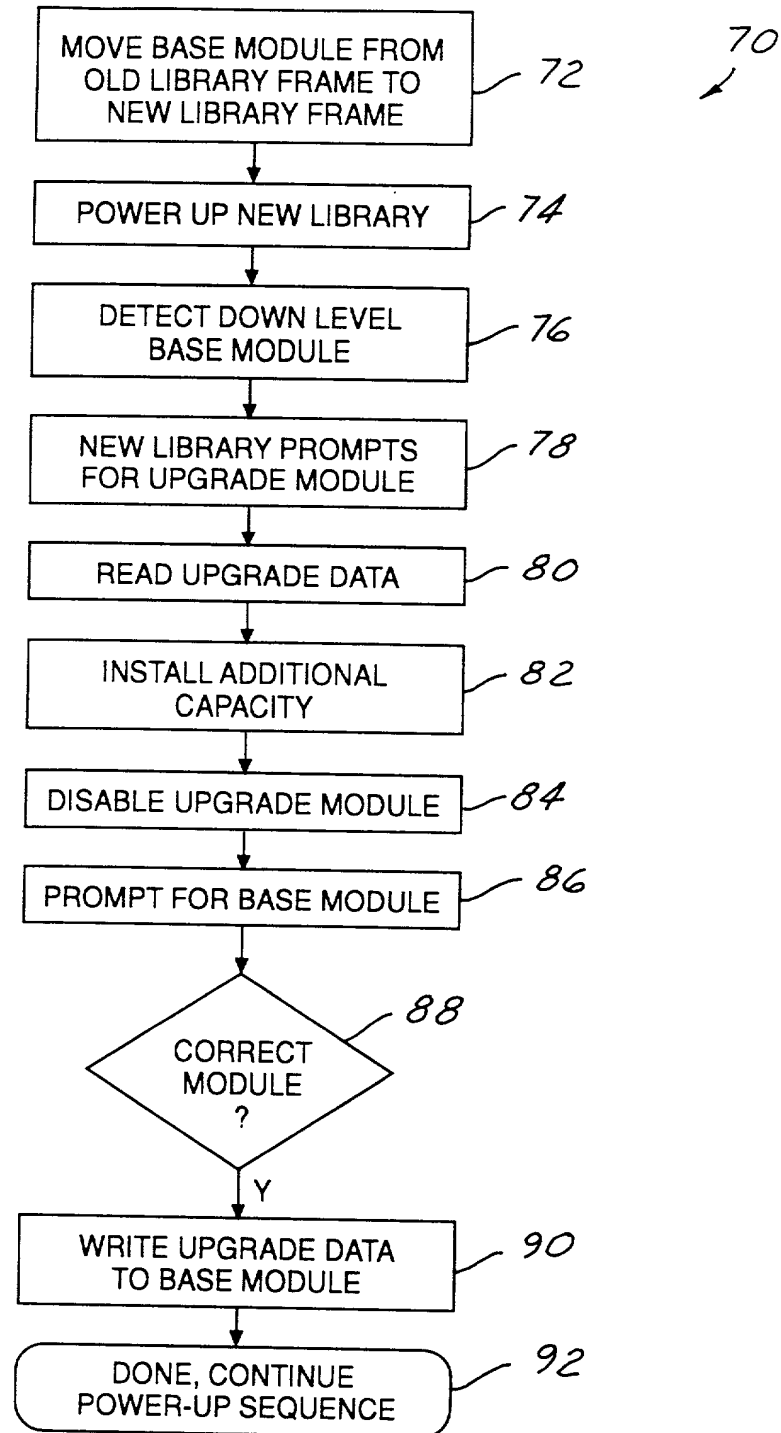 70
MOVE BASE MODULE FROM
OLD LIBRARY FRAME TO
NEW LIBRARY FRAME
72
POWER UP NEW LIBRARY
74
DETECT DOWN LEVEL
BASE MODULE
76
NEW LIBRARY PROMPTS
FOR UPGRADE MODULE
78
READ UPGRADE DATA
80
INSTALL ADDITIONAL
CAPACITY
82
DISABLE UPGRADE MODULE
84
PROMPT FOR BASE MODULE
86
CORRECT
MODULE
?
88
Y
WRITE UPGRADE DATA
TO BASE MODULE
90
DONE, CONTINUE
POWER-UP SEQUENCE
92